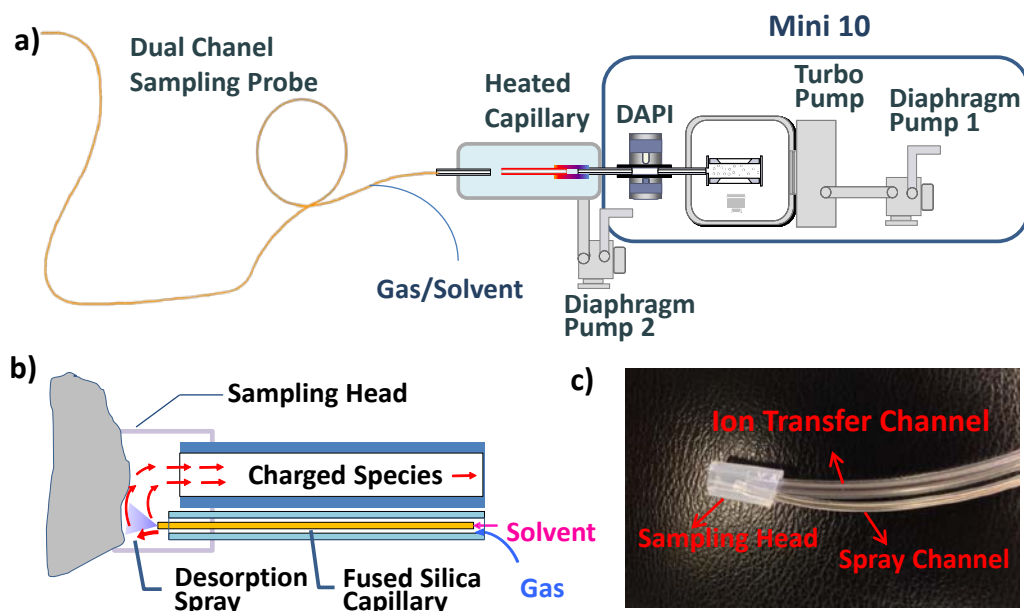 a)
Dual Chanel
Sampling Probe
Gas/Solvent
Heated
Capillary
Diaphragm
Pump 2
Mini 10
DAPI
Turbo
Pump
Diaphragm
Pump 1
b)
Sampling Head
Charged Species
Solvent
Gas
Desorption
Spray
Fused Silica
Capillary
c)
Ion Transfer Channel
Sampling Head
Spray Channel